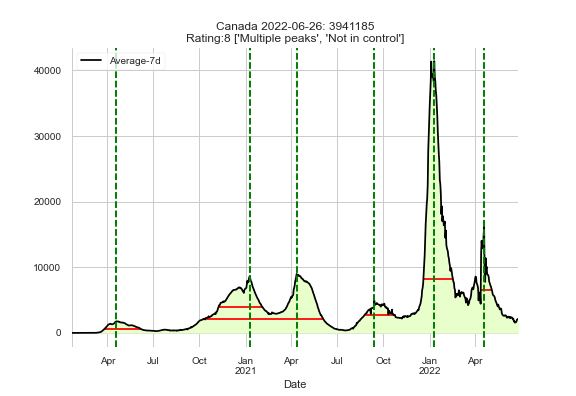 Canada 2022-06-26: 3941185
Rating:8 ['Multiple peaks', 'Not in control']
Average-7d
40000
30000
20000
10000
0
Apr Jul Oct Jan Apr Jul Oct Jan Apr
2021 2022
Date